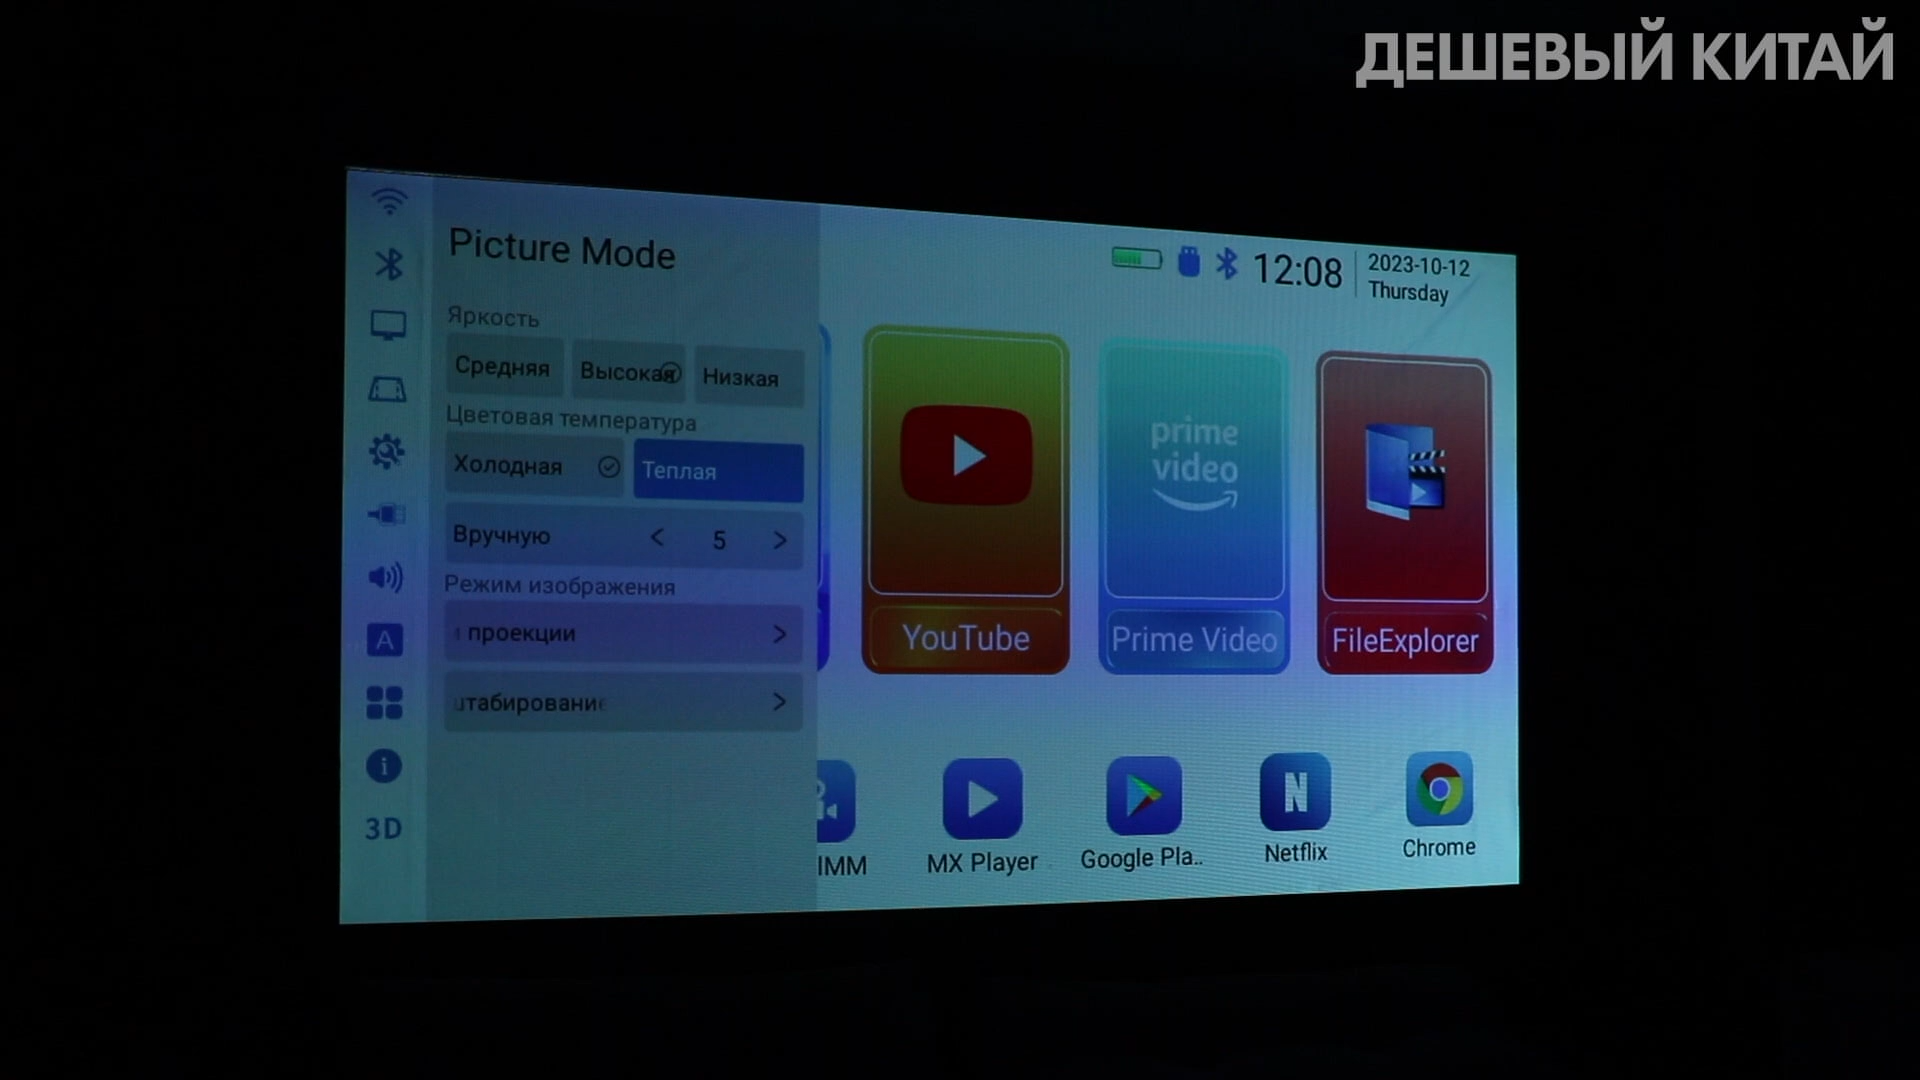 ДЕШЕВЫЙ КИТАЙ
Picture Mode
Яркость
Средняя
Высокая
Низкая
Цветовая температура
Холодная
Теплая
Вручную < 5 >
Режим изображения
проекции >
штабирование >
A
i
3D
12:08
2023-10-12
Thursday
YouTube
prime
video
Prime Video
FileExplorer
IMM
MX Player
Google Pla..
N
Netflix
Chrome